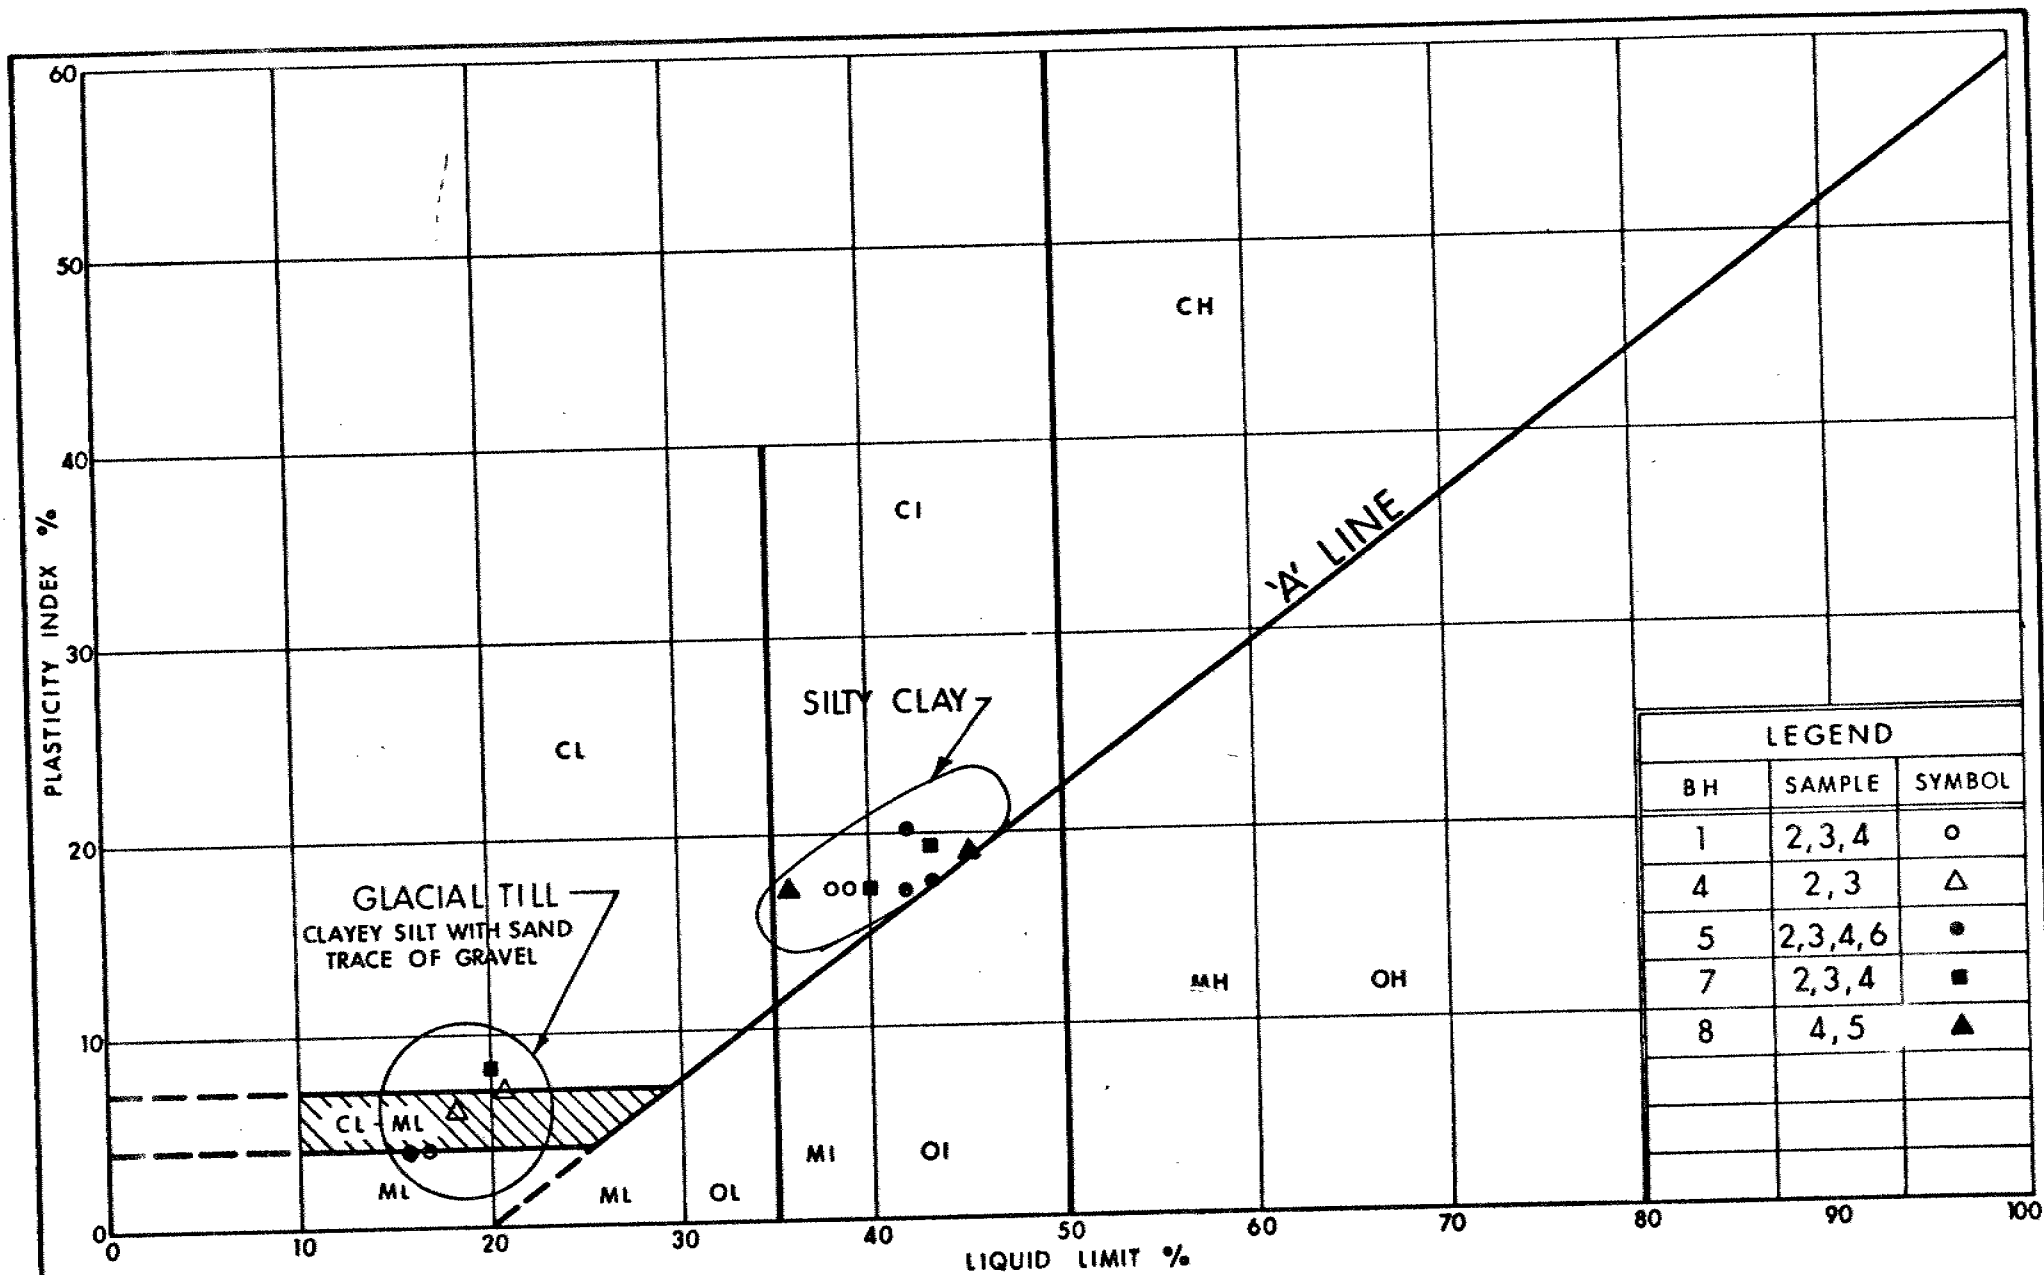 60
50
40
30
20
10
0
PLASTICITY INDEX %
CH
CI
'A' LINE
SILTY CLAY
CL
GLACIAL TILL
CLAYEY SILT WITH SAND
TRACE OF GRAVEL
MH
OH
CL - ML
ML
ML
OL
MI
OI
LEGEND
BH SAMPLE SYMBOL
1 2,3,4
4 2,3
5 2,3,4,6
7 2,3,4
8 4,5
0 10 20 30 40 50 60 70 80 90 100
LIQUID LIMIT %